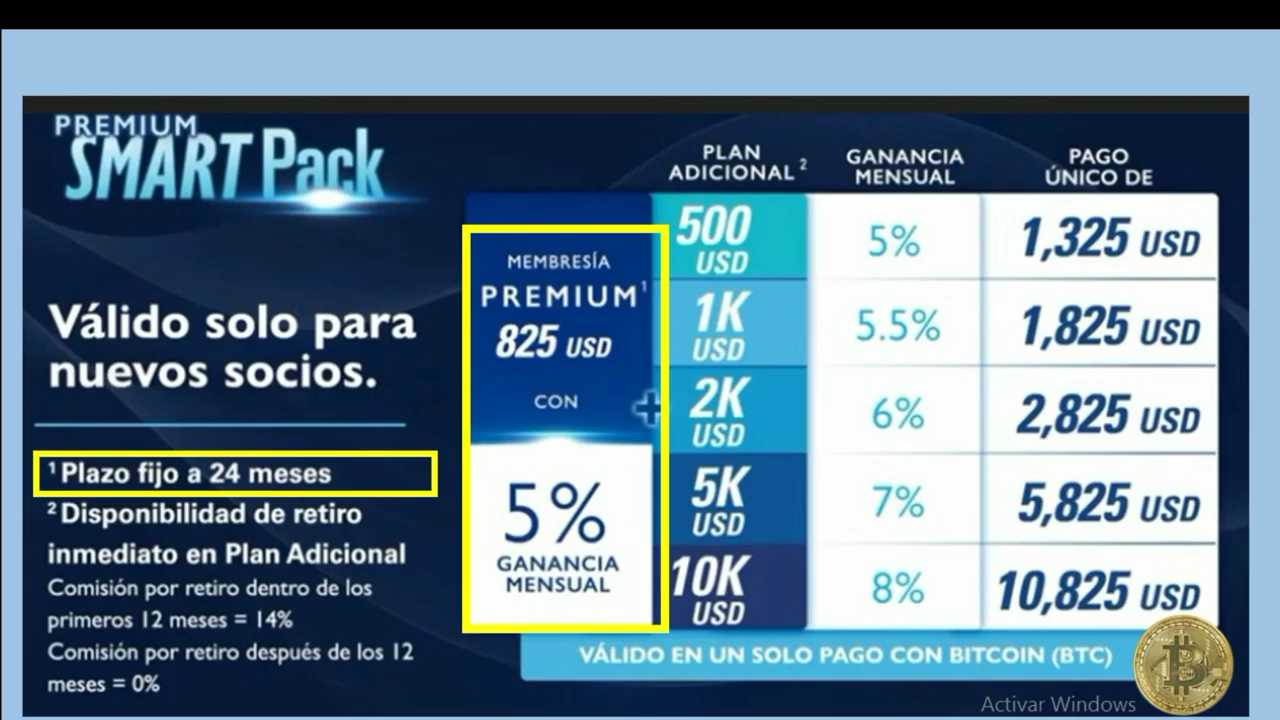 PREMIUM
SMART Pack
Válido solo para
nuevos socios.
¹ Plazo fijo a 24 meses
² Disponibilidad de retiro
inmediato en Plan Adicional
Comisión por retiro dentro de los
primeros 12 meses = 14%
Comisión por retiro después de los 12
meses = 0%
MEMBRESÍA
PREMIUM¹
825 USD
CON
+
5%
GANANCIA
MENSUAL
PLAN
ADICIONAL ²
GANANCIA
MENSUAL
PAGO
ÚNICO DE
500
USD
5%
1,325 USD
1K
USD
5.5%
1,825 USD
2K
USD
6%
2,825 USD
5K
USD
7%
5,825 USD
10K
USD
8%
10,825 USD
VÁLIDO EN UN SOLO PAGO CON BITCOIN (BTC)
Activar Windows